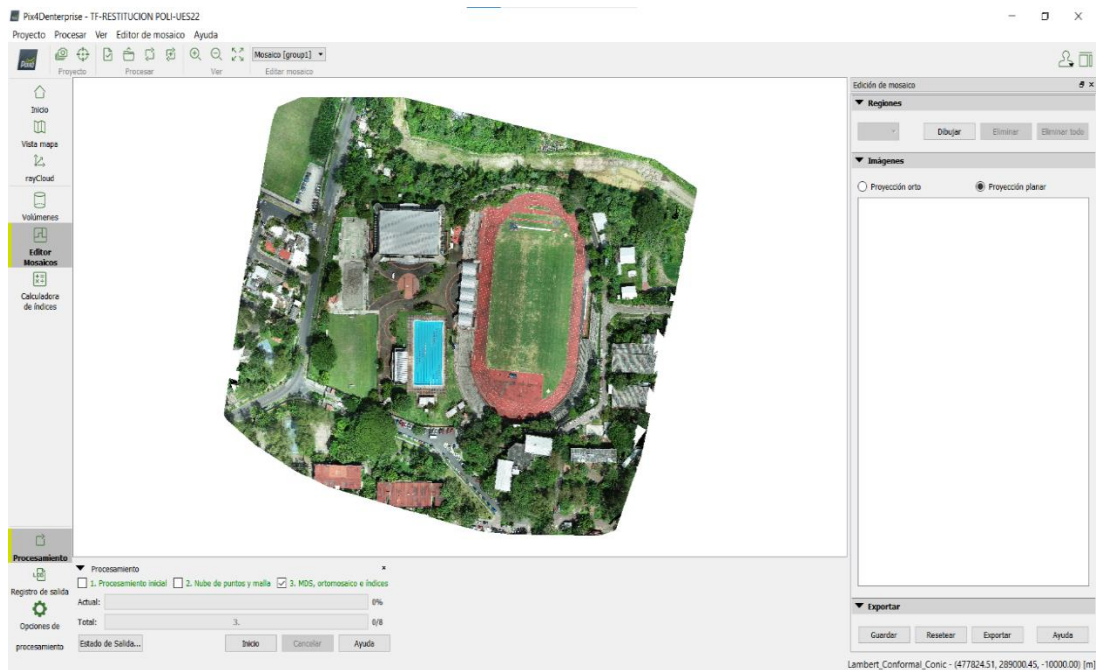 Pix4Denterprise - TF-RESTITUCION POLI-UES22
Proyecto Procesar Ver Editor de mosaico Ayuda
Mosaico [group1]
Proyecto Procesar Ver Editar mosaico
Inicio
Vista mapa
rayCloud
Volúmenes
Editor
Mosaicos
Calculadora
de índices
Procesamiento
Registro de salida
Opciones de
procesamiento
Procesamiento
1. Procesamiento inicial 2. Nube de puntos y malla 3. MDS, ortomosaico e índices
Actual: 0%
Total: 3. 0/8
Estado de Salida... Inicio Cancelar Ayuda
Edición de mosaico
Regiones
Dibujar Eliminar Eliminar todo
Imágenes
Proyección orto Proyección planar
Exportar
Guardar Resetear Exportar Ayuda
Lambert_Conformal_Conic - (477824.51, 289000.45, -10000.00) [m]